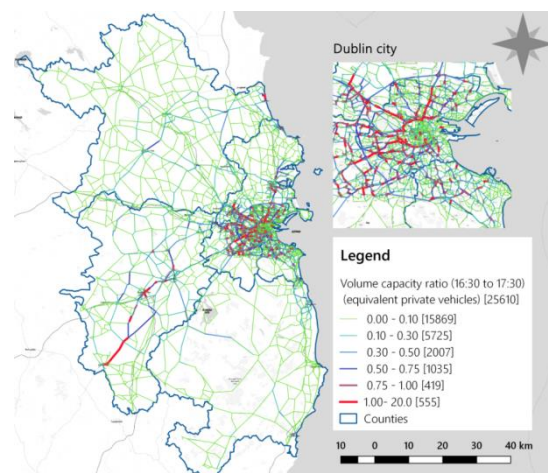 Dublin city
Legend
Volume capacity ratio (16:30 to 17:30)
(equivalent private vehicles) [25610]
0.00 - 0.10 [15869]
0.10 - 0.30 [5725]
0.30 - 0.50 [2007]
0.50 - 0.75 [1035]
0.75 - 1.00 [419]
1.00- 20.0 [555]
Counties
10 0 10 20 30 40 km